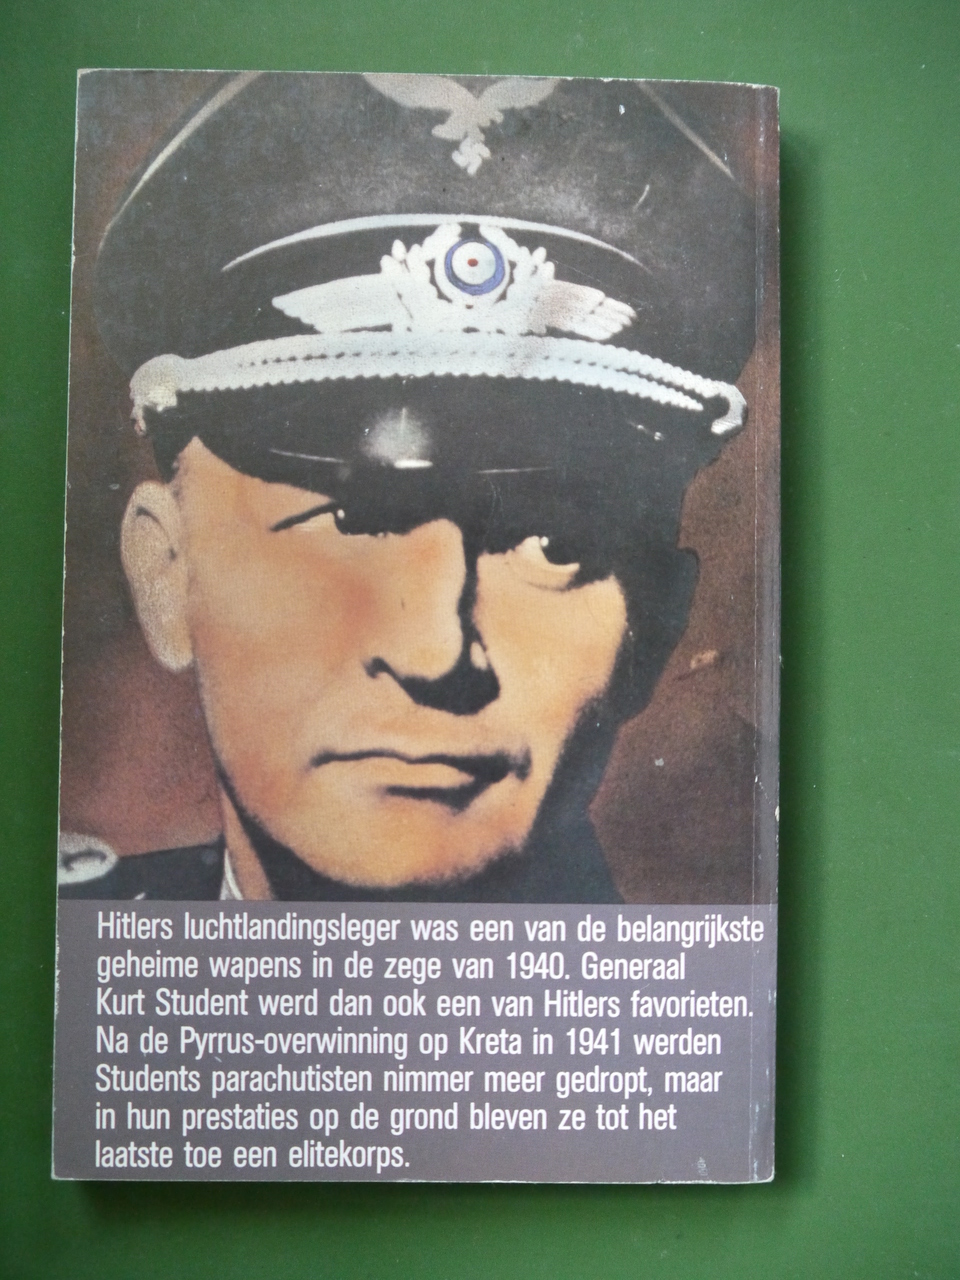 Hitlers luchtlandingsleger was een van de belangrijkste
geheime wapens in de zege van 1940. Generaal
Kurt Student werd dan ook een van Hitlers favorieten.
Na de Pyrrus-overwinning op Kreta in 1941 werden
Students parachutisten nimmer meer gedropt, maar
in hun prestaties op de grond bleven ze tot het
laatste toe een elitekorps.